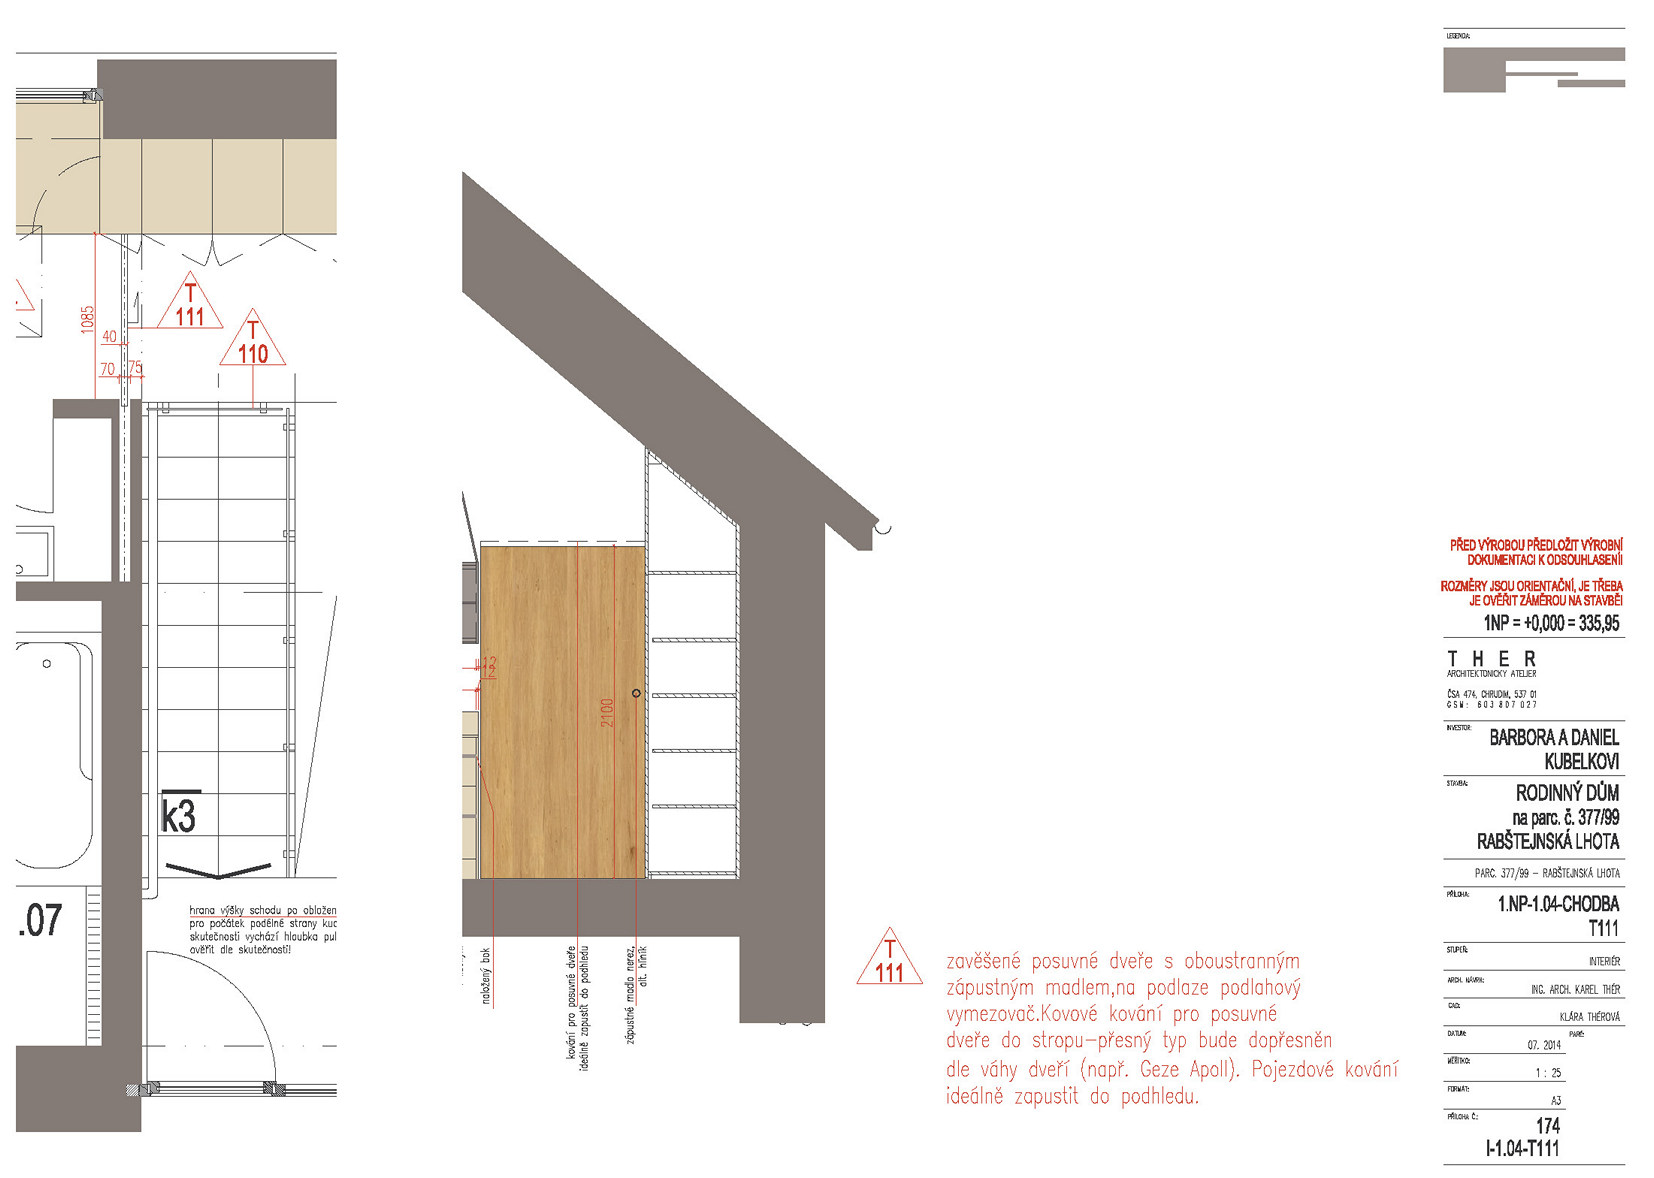 1085
40
70
75
T
111
T
110
k3
.07
hrana výšky schodu po obložen
pro počátek podélné strany kuc
skutečnosti vychází hloubka pul
ověřit dle skutečnosti!
12
2100
naložený bok
kování pro posuvné dveře
ideálně zapustit do podhledu
zápustné madlo nerez,
alt. hliník
T
111
zavěšené posuvné dveře s oboustranným
zápustným madlem,na podlaze podlahový
vymezovač.Kovové kování pro posuvné
dveře do stropu-přesný typ bude dopřesněn
dle váhy dveří (např. Geze Apoll). Pojezdové kování
ideálně zapustit do podhledu.
LEGENDA:
PŘED VÝROBOU PŘEDLOŽIT VÝROBNÍ
DOKUMENTACI K ODSOUHLASENÍ!
ROZMĚRY JSOU ORIENTAČNÍ, JE TŘEBA
JE OVĚŘIT ZÁMĚROU NA STAVBĚ!
1NP = +0,000 = 335,95
THER
ARCHITEKTONICKÝ ATELIER
ČSA 474, CHRUDIM, 537 01
GSM: 603 807 027
INVESTOR:
BARBORA A DANIEL
KUBELKOVI
STAVBA:
RODINNÝ DŮM
na parc. č. 377/99
RABŠTEJNSKÁ LHOTA
PARC. 377/99 – RABŠTEJNSKÁ LHOTA
PŘÍLOHA:
1.NP-1.04-CHODBA
T111
STUPEŇ:
INTERIÉR
ARCH. NÁVRH:
ING. ARCH. KAREL THÉR
CAD:
KLÁRA THÉROVÁ
DATUM:
PARÉ:
07. 2014
MĚŘÍTKO:
1 : 25
FORMÁT:
A3
PŘÍLOHA Č.:
174
I-1.04-T111